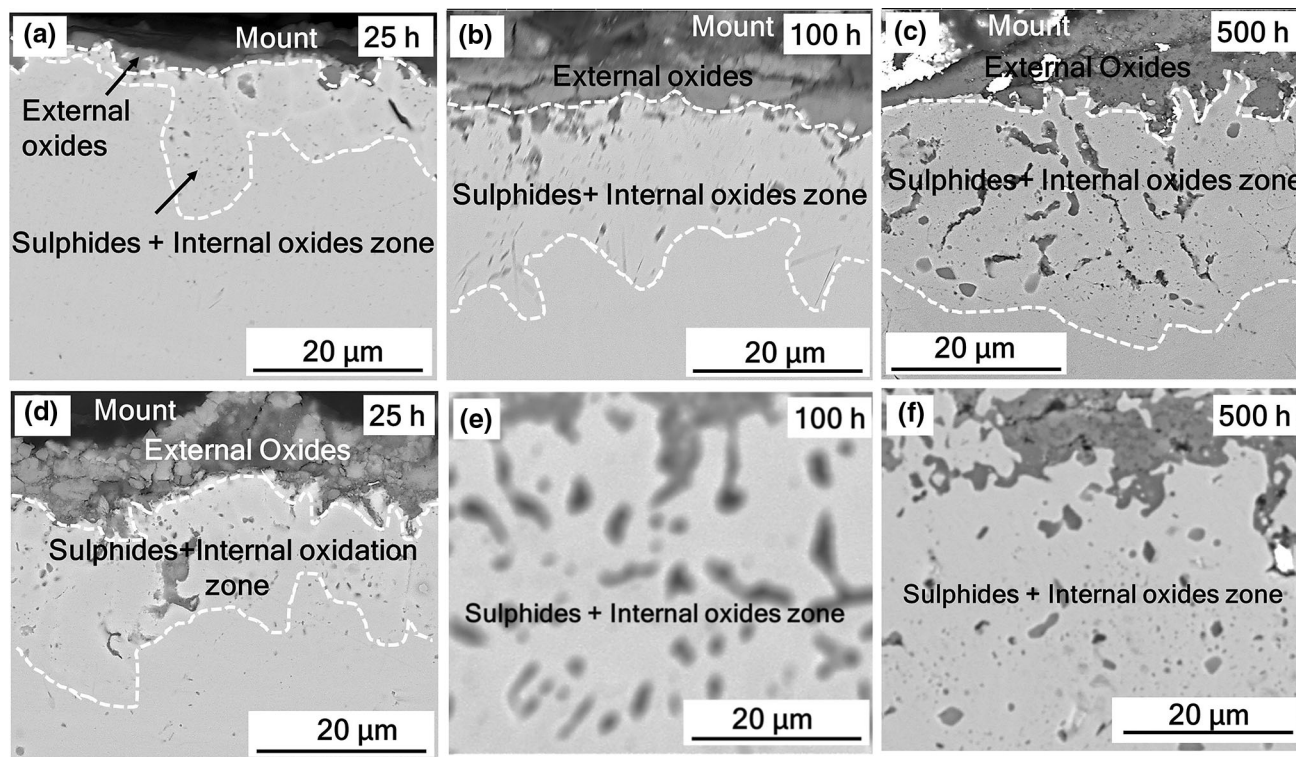 (a)
Mount
25 h
External
oxides
Sulphides + Internal oxides zone
20 μm
(b)
Mount
100 h
External oxides
Sulphides+ Internal oxides zone
20 μm
(c)
Mount
500 h
External Oxides
Sulphides+ Internal oxides zone
20 μm
(d)
Mount
25 h
External Oxides
Sulphides+Internal oxidation
zone
20 μm
(e)
100 h
Sulphides + Internal oxides zone
20 μm
(f)
500 h
Sulphides + Internal oxides zone
20 μm